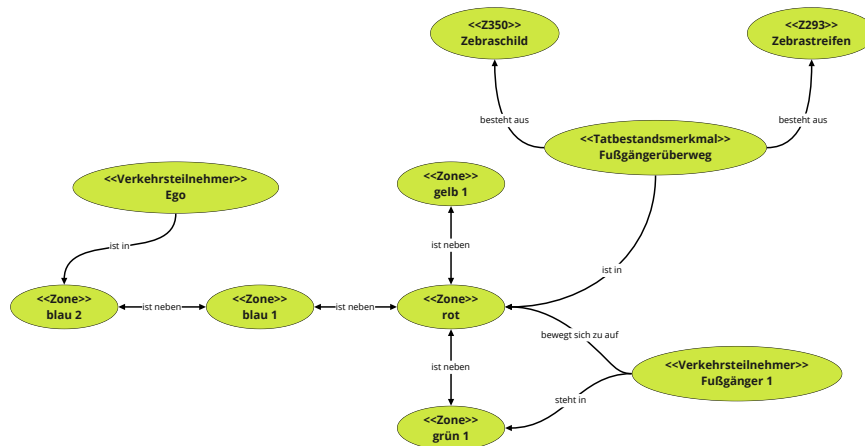 <<Z350>>
Zebraschild
<<Z293>>
Zebrastreifen
besteht aus
besteht aus
<<Tatbestandsmerkmal>>
Fußgängerüberweg
<<Verkehrsteilnehmer>>
Ego
<<Zone>>
gelb 1
ist in
ist neben
ist in
<<Zone>>
blau 2
ist neben
<<Zone>>
blau 1
ist neben
<<Zone>>
rot
bewegt sich zu auf
ist neben
<<Verkehrsteilnehmer>>
Fußgänger 1
steht in
<<Zone>>
grün 1